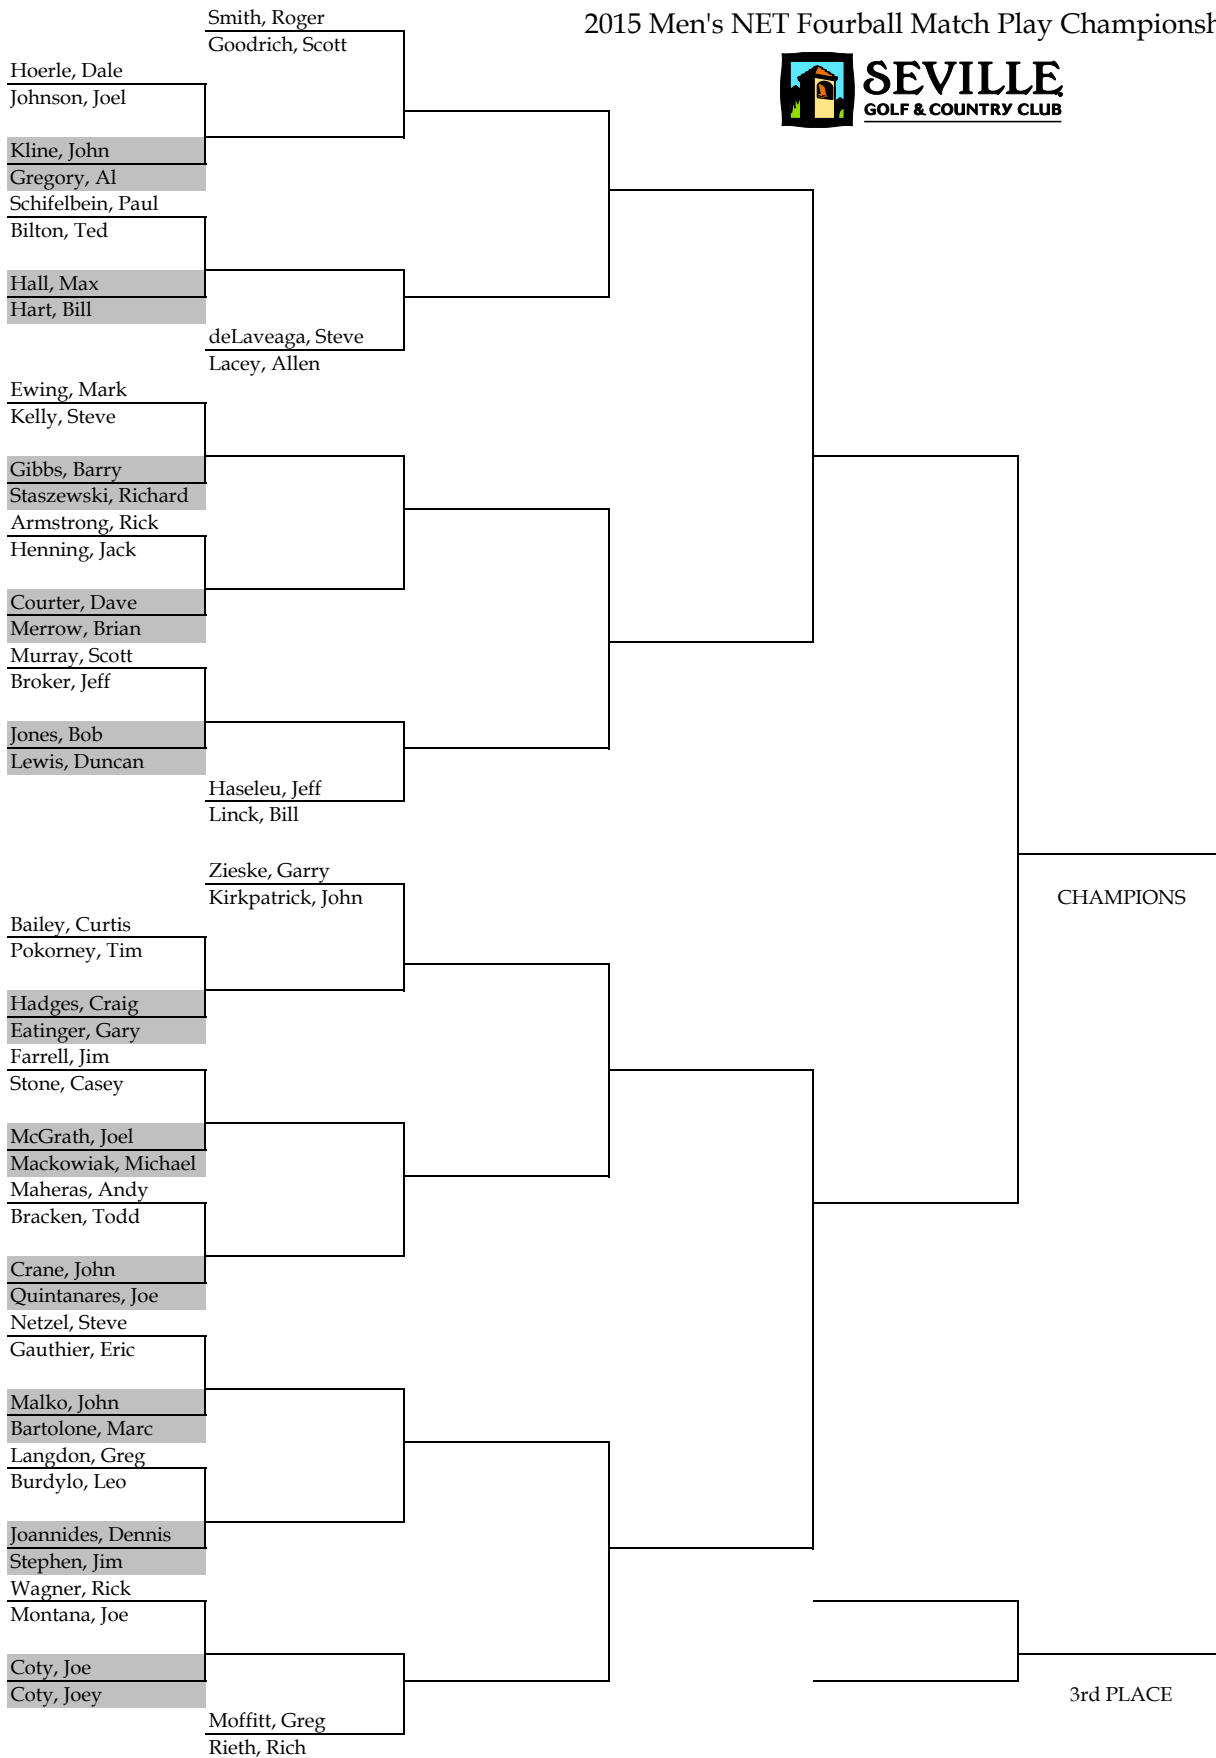 Smith, Roger
2015 Men's NET Fourball Match Play Championsh
Goodrich, Scott
SEVILLE
GOLF & COUNTRY CLUB
Hoerle, Dale
Johnson, Joel
Kline, John
Gregory, Al
Schifelbein, Paul
Bilton, Ted
Hall, Max
Hart, Bill
deLaveaga, Steve
Lacey, Allen
Ewing, Mark
Kelly, Steve
Gibbs, Barry
Staszewski, Richard
Armstrong, Rick
Henning, Jack
Courter, Dave
Merrow, Brian
Murray, Scott
Broker, Jeff
Jones, Bob
Lewis, Duncan
Haseleu, Jeff
Linck, Bill
Zieske, Garry
Kirkpatrick, John
CHAMPIONS
Bailey, Curtis
Pokorney, Tim
Hadges, Craig
Eatinger, Gary
Farrell, Jim
Stone, Casey
McGrath, Joel
Mackowiak, Michael
Maheras, Andy
Bracken, Todd
Crane, John
Quintanares, Joe
Netzel, Steve
Gauthier, Eric
Malko, John
Bartolone, Marc
Langdon, Greg
Burdylo, Leo
Joannides, Dennis
Stephen, Jim
Wagner, Rick
Montana, Joe
Coty, Joe
Coty, Joey
3rd PLACE
Moffitt, Greg
Rieth, Rich